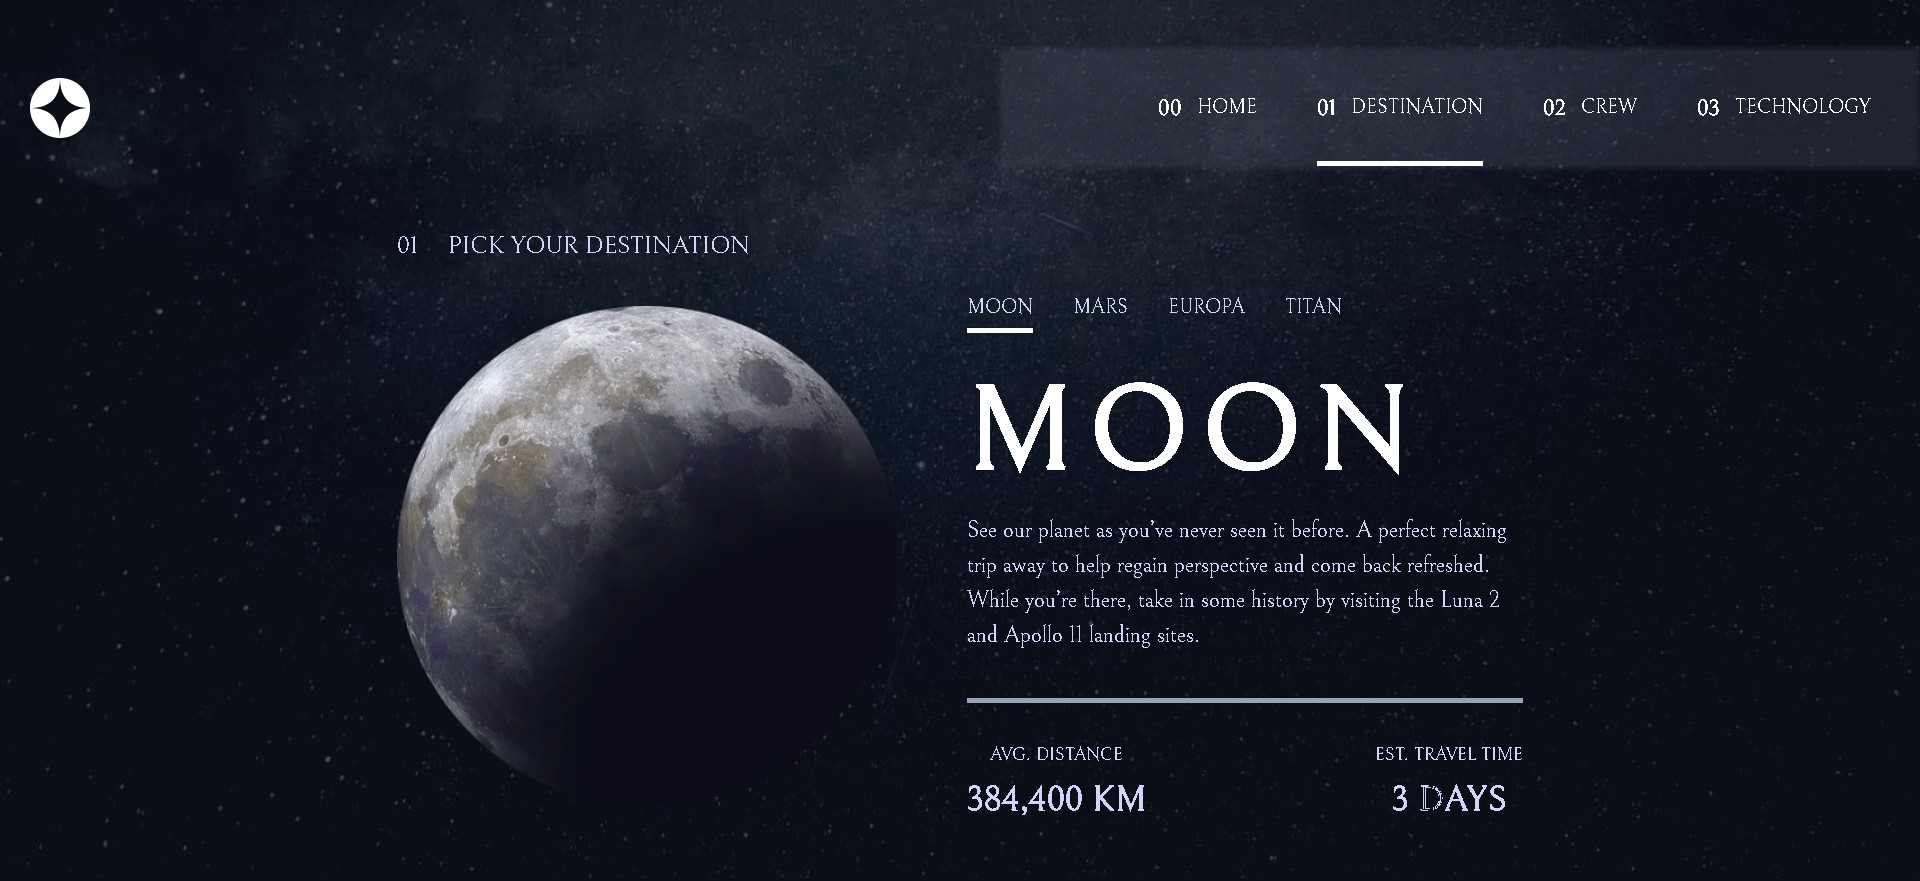 00 HOME 01 DESTINATION 02 CREW 03 TECHNOLOGY
01 PICK YOUR DESTINATION
MOON MARS EUROPA TITAN
MOON
See our planet as you’ve never seen it before. A perfect relaxing
trip away to help regain perspective and come back refreshed.
While you’re there, take in some history by visiting the Luna 2
and Apollo 11 landing sites.
AVG. DISTANCE
384,400 KM
EST. TRAVEL TIME
3 DAYS